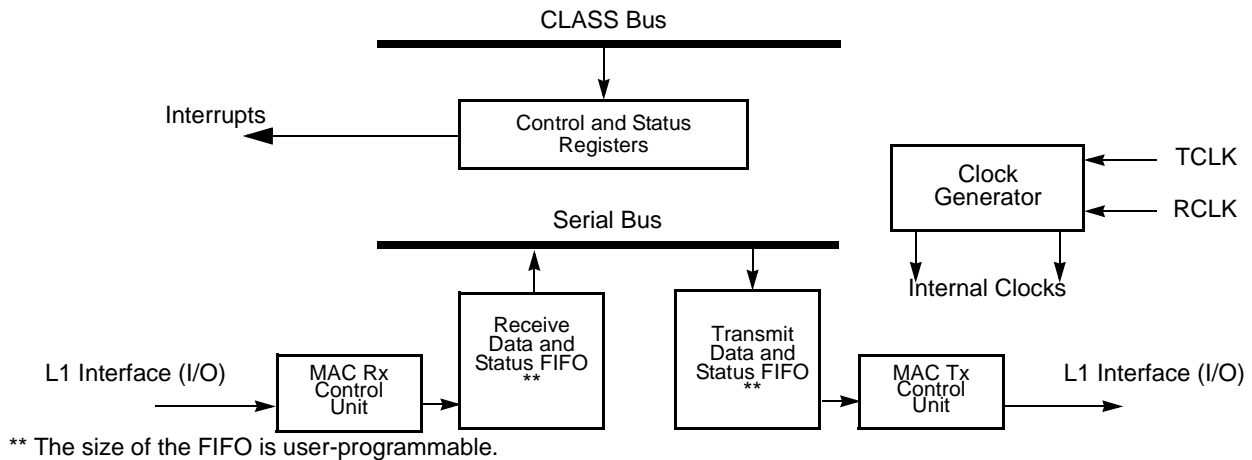 CLASS Bus
Interrupts
Control and Status
Registers
TCLK
Clock
Generator
RCLK
Serial Bus
Internal Clocks
Receive
Data and
Status FIFO
**
Transmit
Data and
Status FIFO
**
L1 Interface (I/O)
MAC Rx
Control
Unit
MAC Tx
Control
Unit
L1 Interface (I/O)
** The size of the FIFO is user-programmable.